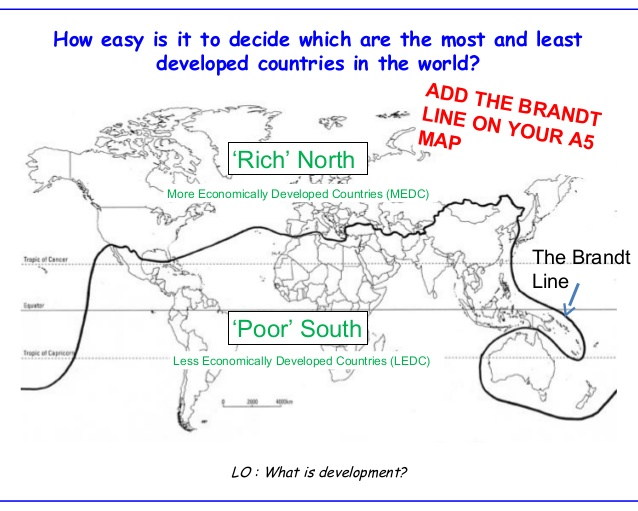 How easy is it to decide which are the most and least
developed countries in the world?
ADD THE BRANDT
LINE ON YOUR A5
MAP
‘Rich’ North
More Economically Developed Countries (MEDC)
The Brandt
Line
Tropic of Cancer
Equator
‘Poor’ South
Tropic of Capricorn
Less Economically Developed Countries (LEDC)
0 2000 4000km
LO : What is development?